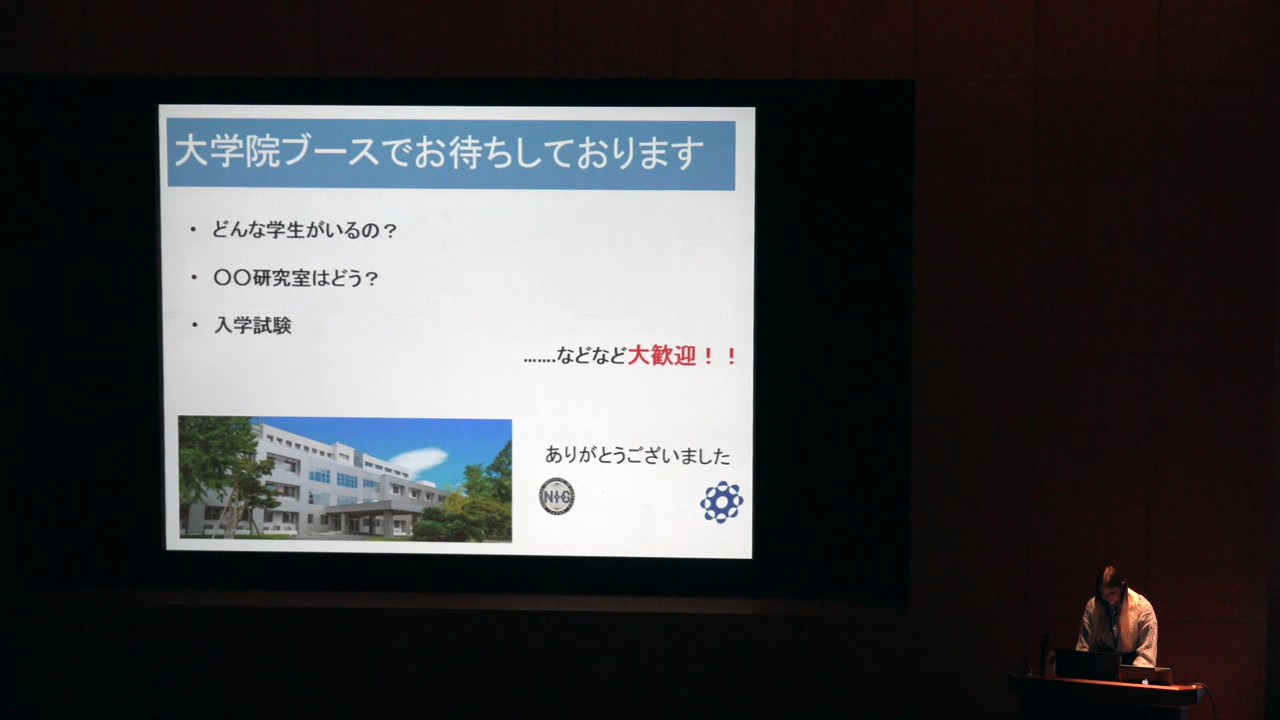 大学院ブースでお待ちしております
• どんな学生がいるの？
• 〇〇研究室はどう？
• 入学試験
.......などなど大歓迎！！
ありがとうございました
NIG